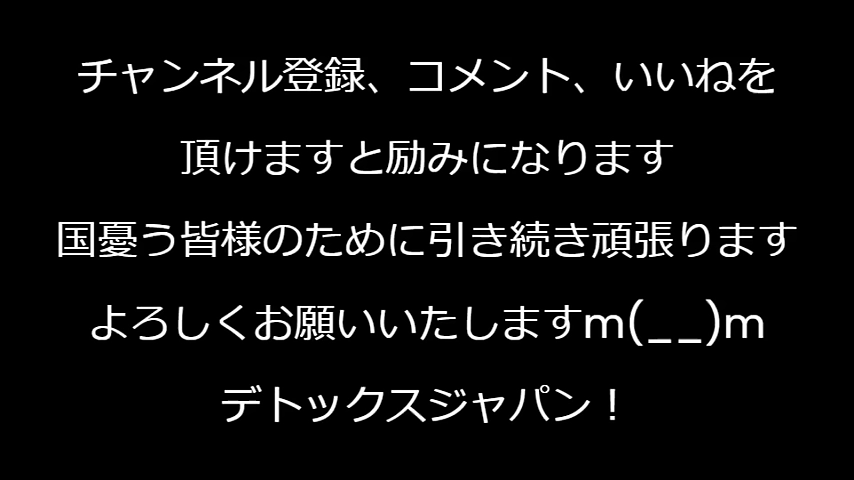 チャンネル登録、コメント、いいねを
頂けますと励みになります
国憂う皆様のために引き続き頑張ります
よろしくお願いいたしますm(__)m
デトックスジャパン！